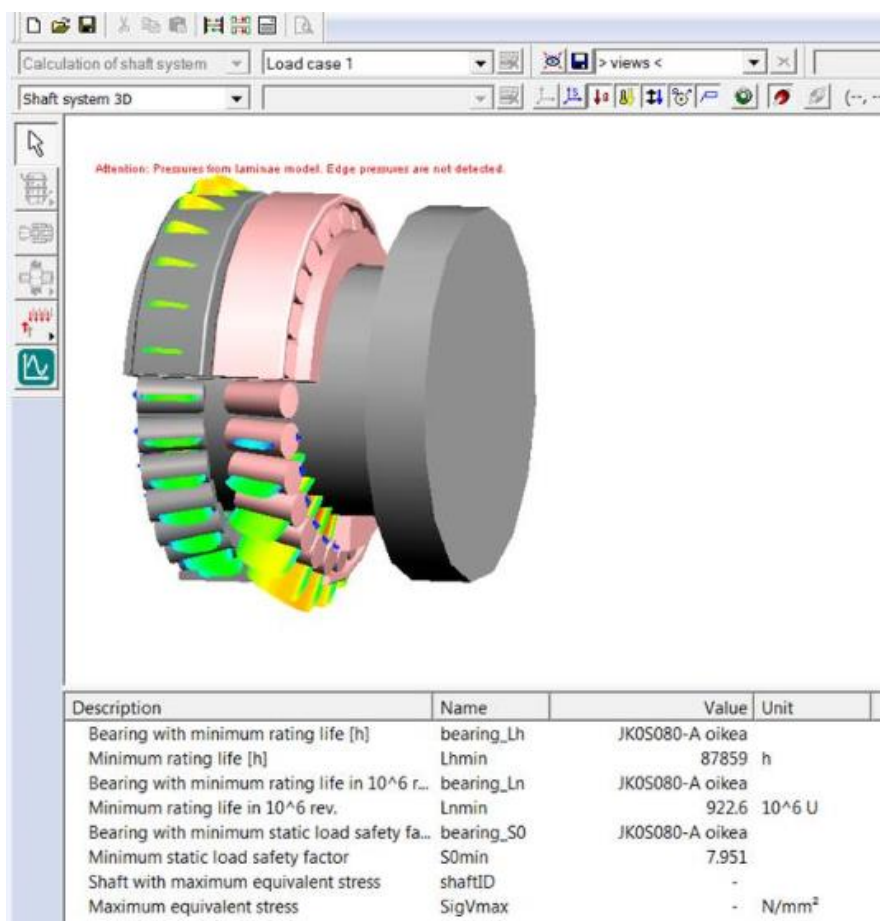 Calculation of shaft system Load case 1 > views <
Shaft system 3D (--, -
Attention: Pressures from laminae model. Edge pressures are not detected.
Description Name Value Unit
Bearing with minimum rating life [h] bearing_Lh JK0S080-A oikea
Minimum rating life [h] Lhmin 87859 h
Bearing with minimum rating life in 10^6 r... bearing_Ln JK0S080-A oikea
Minimum rating life in 10^6 rev. Lnmin 922.6 10^6 U
Bearing with minimum static load safety fa... bearing_S0 JK0S080-A oikea
Minimum static load safety factor S0min 7.951
Shaft with maximum equivalent stress shaftID -
Maximum equivalent stress SigVmax - N/mm²